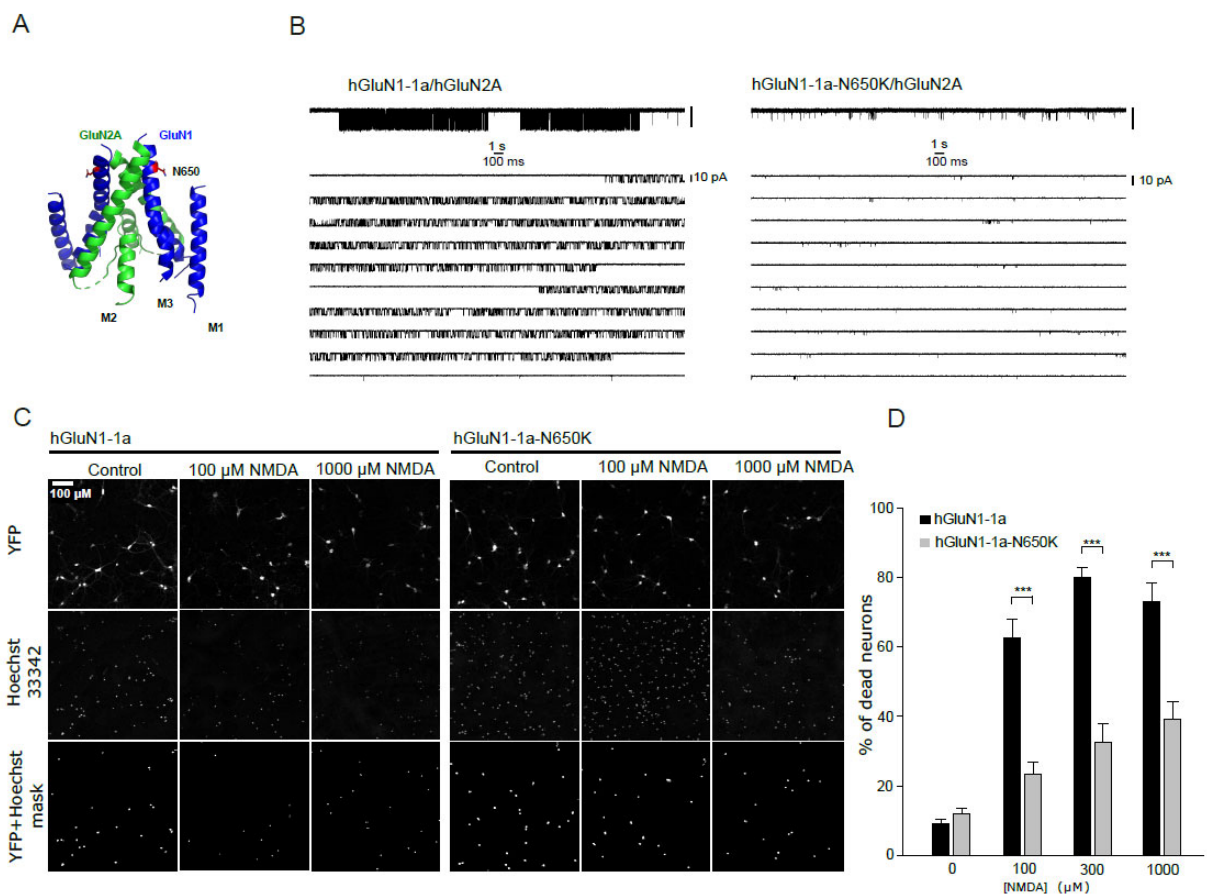 A
GluN2A
GluN1
N650
M2
M3
M1
B
hGluN1-1a/hGluN2A
hGluN1-1a-N650K/hGluN2A
1 s
100 ms
10 pA
1 s
100 ms
10 pA
C
hGluN1-1a
hGluN1-1a-N650K
Control
100 µM NMDA
1000 µM NMDA
Control
100 µM NMDA
1000 µM NMDA
100 µM
YFP
Hoechst
33342
YFP+Hoechst
mask
D
hGluN1-1a
hGluN1-1a-N650K
100
80
60
40
20
0
% of dead neurons
***
***
***
0
100
300
1000
[NMDA] (µM)